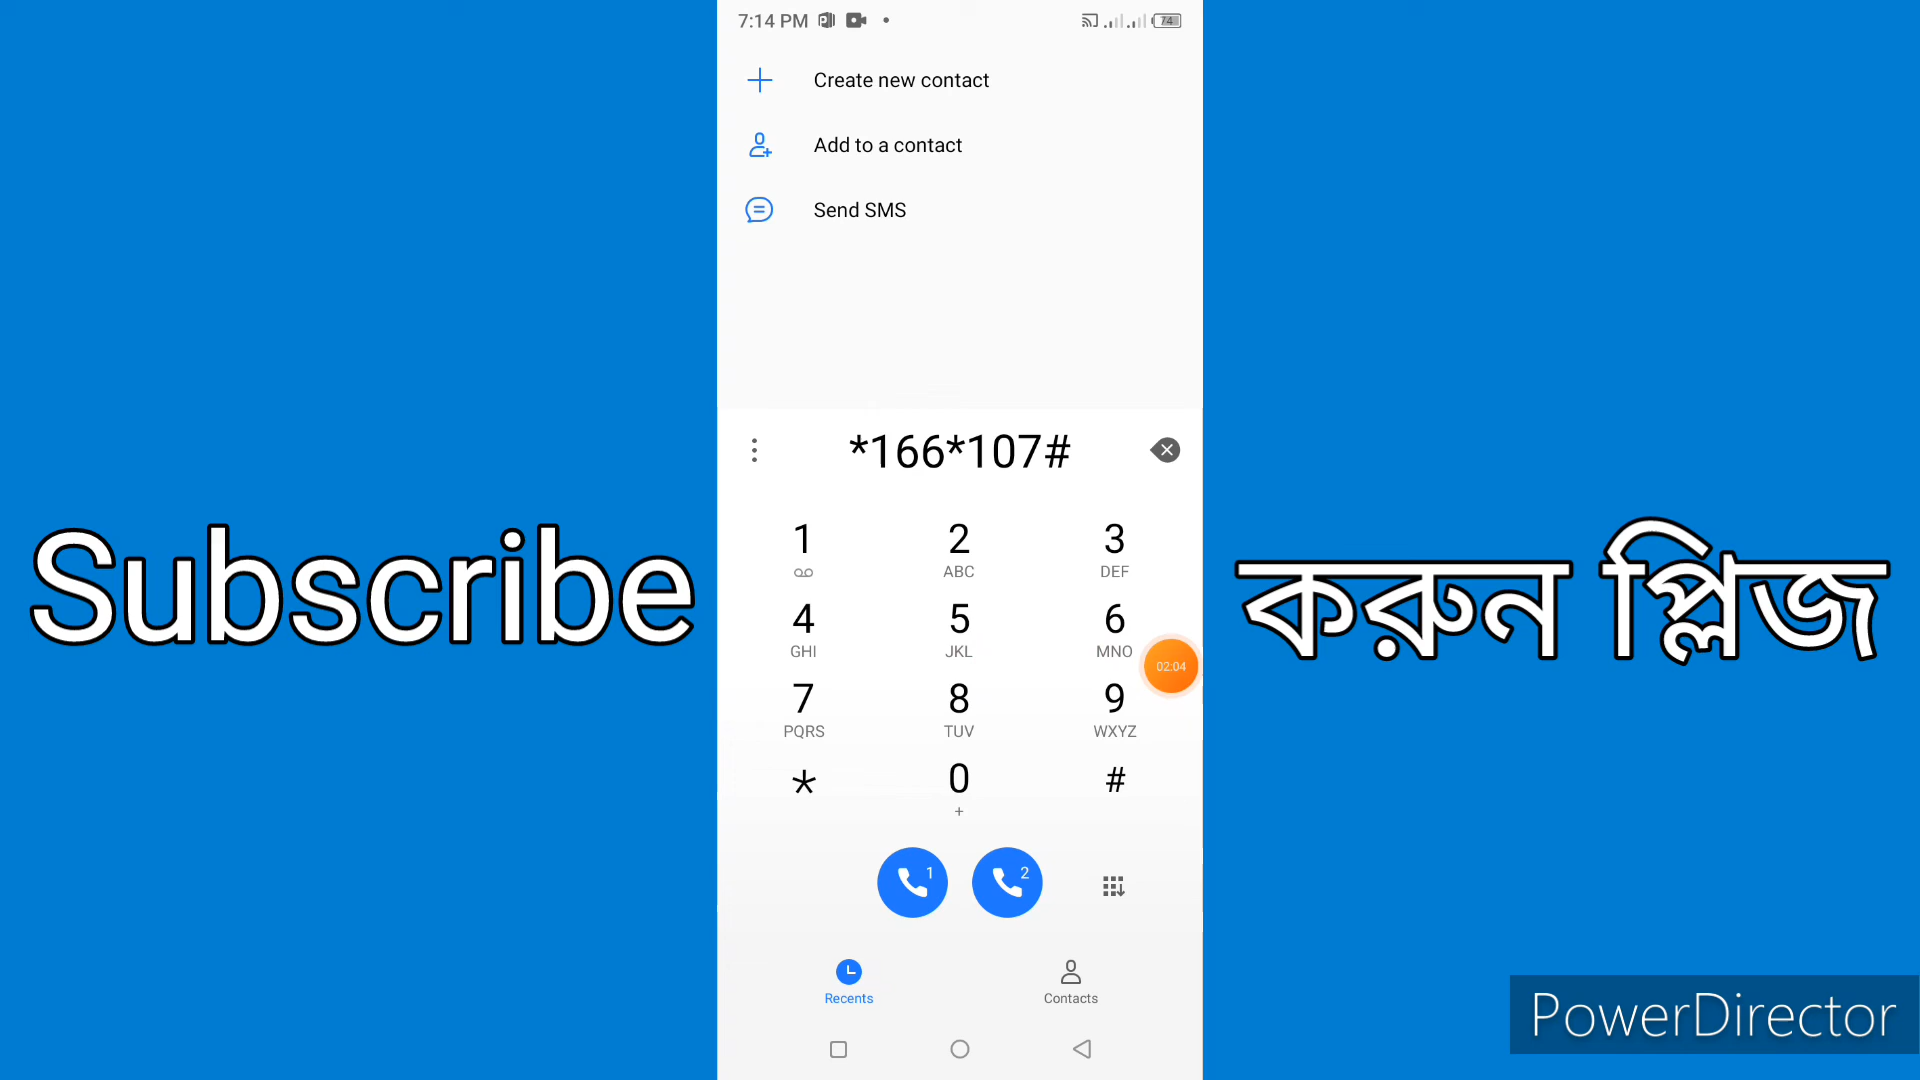 7:14 PM
74
Create new contact
Add to a contact
Send SMS
*166*107#
1
2
ABC
3
DEF
4
GHI
5
JKL
6
MNO
02:04
7
PQRS
8
TUV
9
WXYZ
*
0
+
#
1
2
Recents
Contacts
Subscribe
করুন প্লিজ
PowerDirector